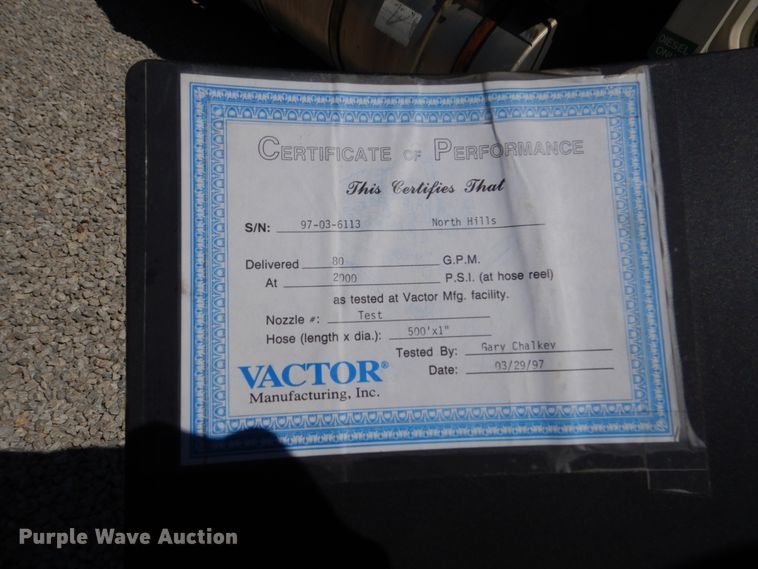 DIESEL
CERTIFICATE OF PERFORMANCE
This Certifies That
S/N: 97-03-6113 North Hills
Delivered 80 G.P.M.
At 2000 P.S.I. (at hose reel)
as tested at Vactor Mfg. facility.
Nozzle #: Test
Hose (length x dia.): 500'x1"
Tested By: Gary Chalkey
Date: 03/29/97
VACTOR®
Manufacturing, Inc.
Purple Wave Auction